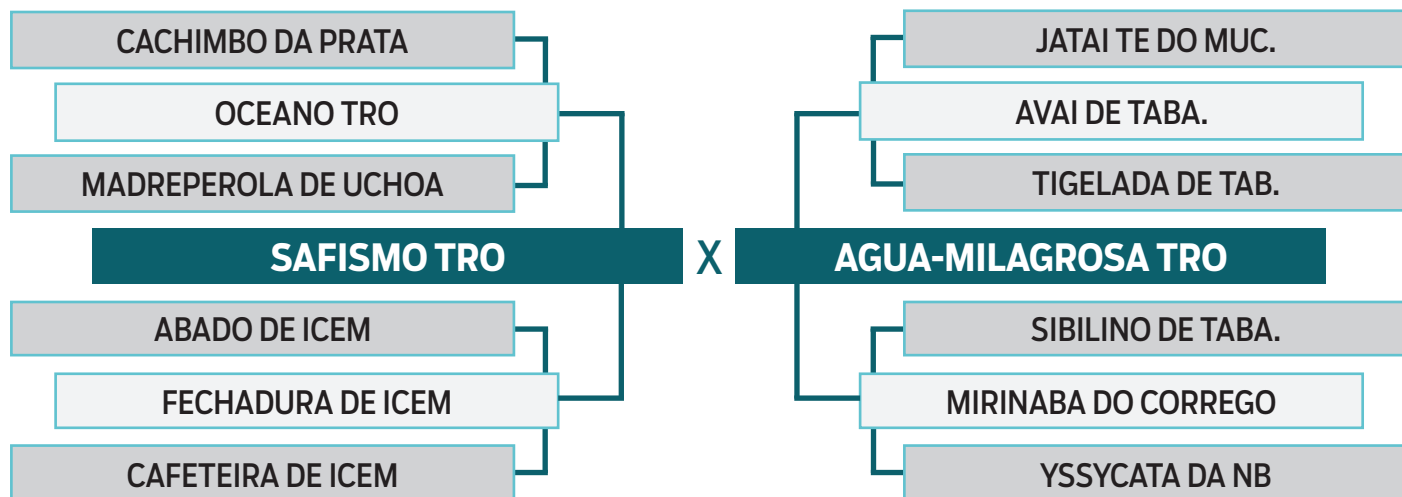 CACHIMBO DA PRATA
OCEANO TRO
MADREPEROLA DE UCHOA
SAFISMO TRO
ABADO DE ICEM
FECHADURA DE ICEM
CAFETEIRA DE ICEM
X
JATAI TE DO MUC.
AVAI DE TABA.
TIGELADA DE TAB.
AGUA-MILAGROSA TRO
SIBILINO DE TABA.
MIRINABA DO CORREGO
YSSYCATA DA NB